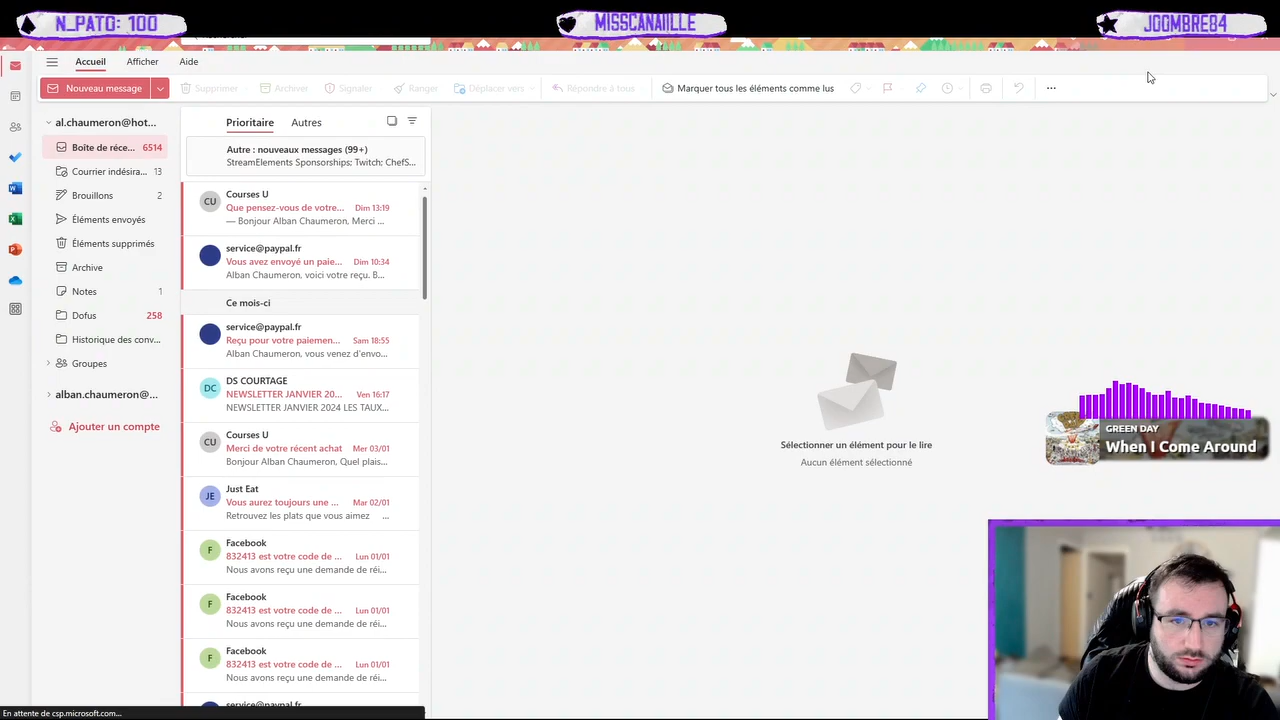 N_PATO: 100
MISSCANAILLE
JOOMBRE84
Accueil
Afficher
Aide
Nouveau message
Supprimer
Archiver
Signaler
Ranger
Déplacer vers
Répondre à tous
Marquer tous les éléments comme lus
...
al.chaumeron@hot...
Boîte de réce... 6514
Courrier indésira... 13
Brouillons 2
Éléments envoyés
Éléments supprimés
Archive
Notes 1
Dofus 258
Historique des conv...
Groupes
alban.chaumeron@...
Ajouter un compte
Prioritaire
Autres
Autre : nouveaux messages (99+)
StreamElements Sponsorships; Twitch; ChefS...
CU
Courses U
Que pensez-vous de votre... Dim 13:19
— Bonjour Alban Chaumeron, Merci ...
service@paypal.fr
Vous avez envoyé un paie... Dim 10:34
Alban Chaumeron, voici votre reçu. B...
Ce mois-ci
service@paypal.fr
Reçu pour votre paiemen... Sam 18:55
Alban Chaumeron, vous venez d'envo...
DC
DS COURTAGE
NEWSLETTER JANVIER 20... Ven 16:17
NEWSLETTER JANVIER 2024 LES TAUX...
CU
Courses U
Merci de votre récent achat Mer 03/01
Bonjour Alban Chaumeron, Quel plais...
JE
Just Eat
Vous aurez toujours une ... Mar 02/01
Retrouvez les plats que vous aimez ...
F
Facebook
832413 est votre code de ... Lun 01/01
Nous avons reçu une demande de réi...
F
Facebook
832413 est votre code de ... Lun 01/01
Nous avons reçu une demande de réi...
F
Facebook
832413 est votre code de ... Lun 01/01
Nous avons reçu une demande de réi...
service@paypal.fr
Sélectionner un élément pour le lire
Aucun élément sélectionné
GREEN DAY
When I Come Around
En attente de csp.microsoft.com...